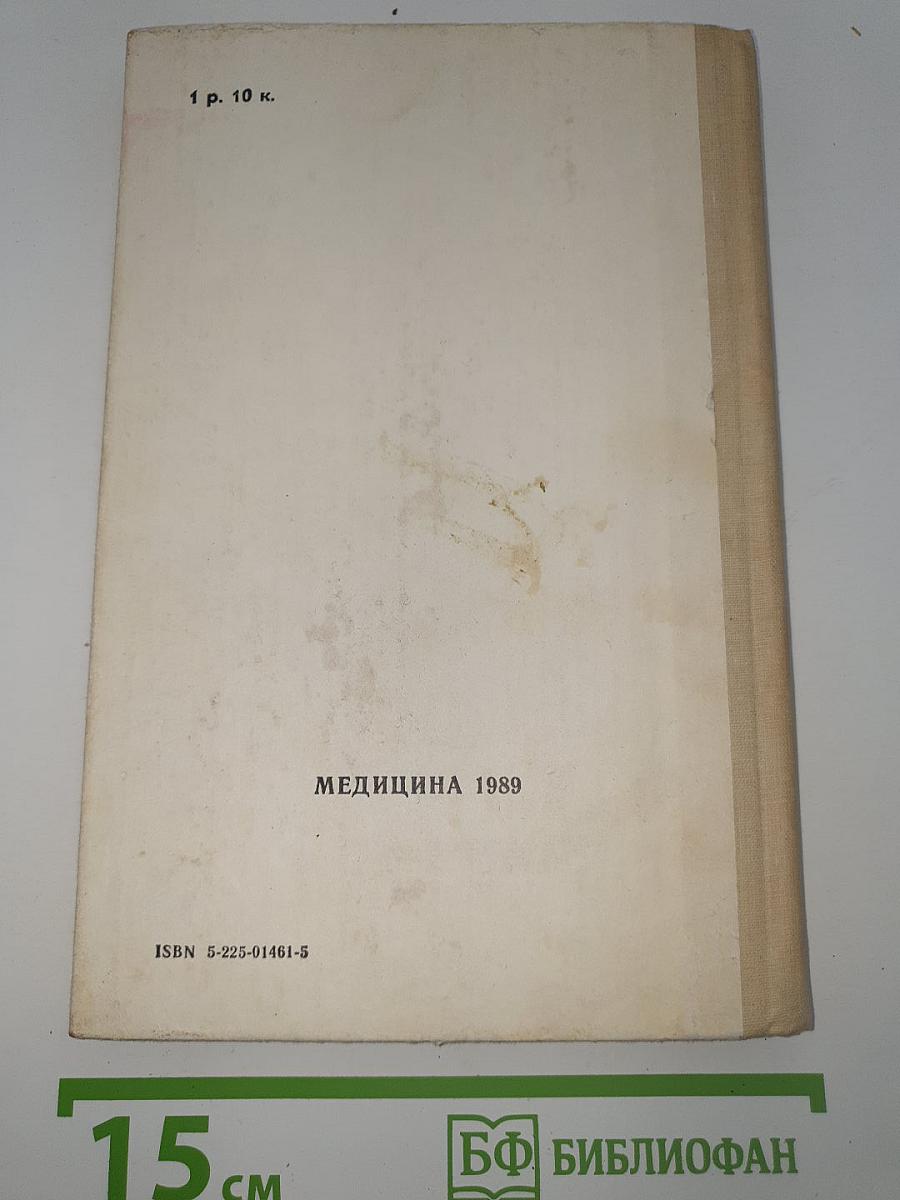 1 р. 10 к.
МЕДИЦИНА 1989
ISBN 5-225-01461-5
15 см
БФ БИБЛИОФАН